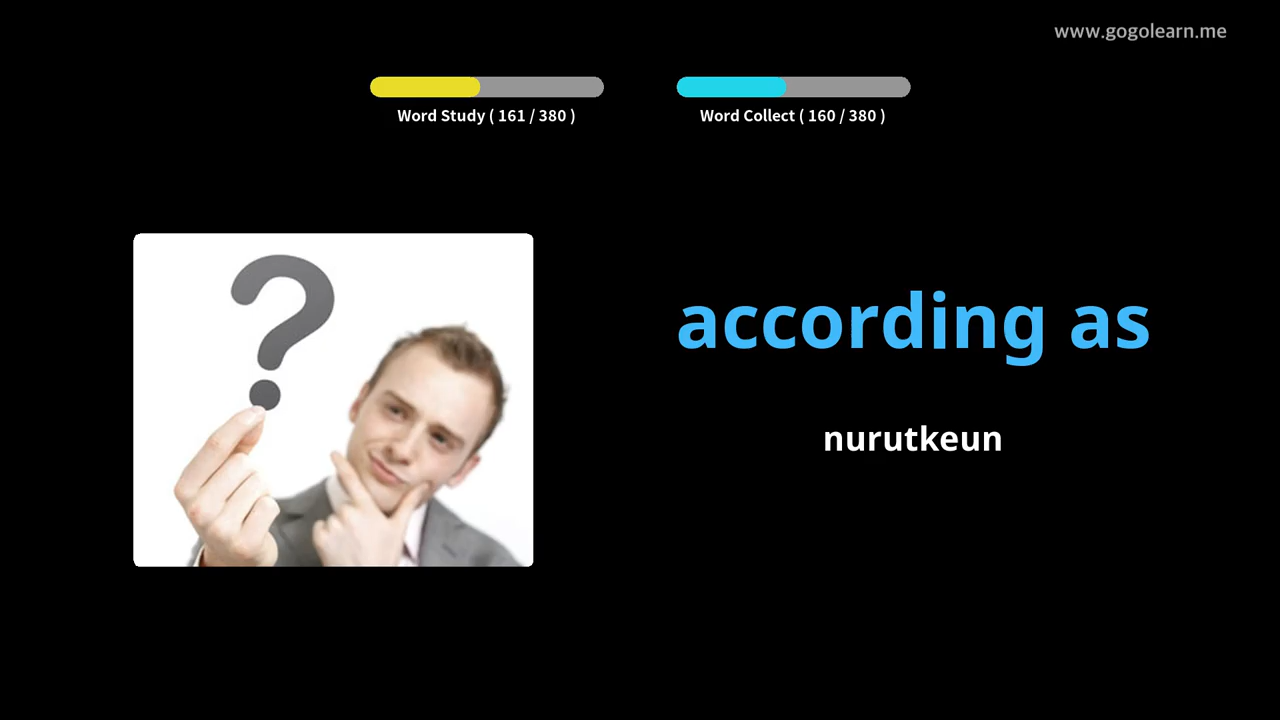 www.gogolearn.me
Word Study ( 161 / 380 )
Word Collect ( 160 / 380 )
according as
nurutkeun